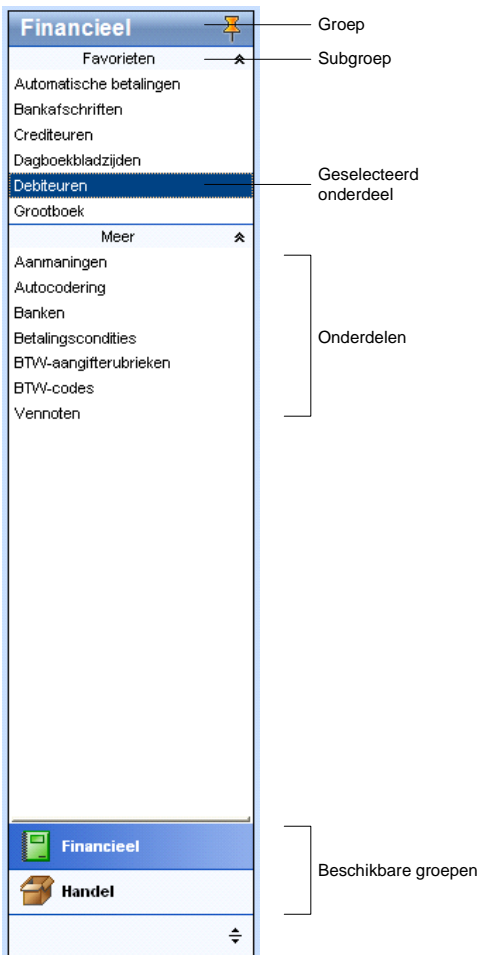 Financieel
Groep
Favorieten
Subgroep
Automatische betalingen
Bankafschriften
Crediteuren
Dagboekbladzijden
Debiteuren
Geselecteerd
onderdeel
Grootboek
Meer
Aanmaningen
Autocodering
Banken
Betalingscondities
Onderdelen
BTW-aangifterubrieken
BTW-codes
Vennoten
Financieel
Handel
Beschikbare groepen